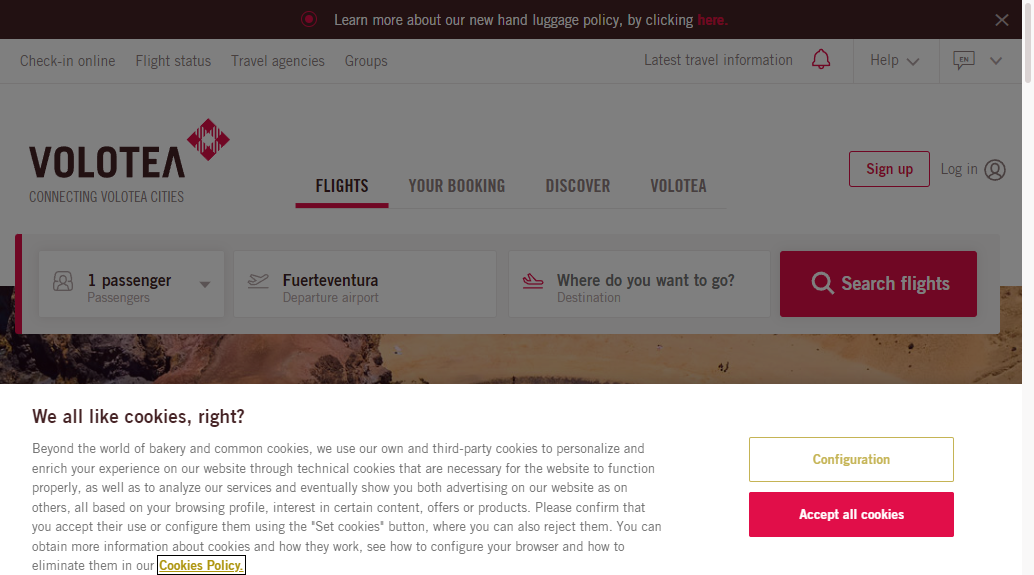 Learn more about our new hand luggage policy, by clicking here.
Check-in online Flight status Travel agencies Groups Latest travel information Help EN
VOLOTEA
CONNECTING VOLOTEA CITIES
FLIGHTS YOUR BOOKING DISCOVER VOLOTEA
Sign up Log in
1 passenger
Passengers
Fuerteventura
Departure airport
Where do you want to go?
Destination
Search flights
We all like cookies, right?
Beyond the world of bakery and common cookies, we use our own and third-party cookies to personalize and
enrich your experience on our website through technical cookies that are necessary for the website to function
properly, as well as to analyze our services and eventually show you both advertising on our website as on
others, all based on your browsing profile, interest in certain content, offers or products. Please confirm that
you accept their use or configure them using the "Set cookies" button, where you can also reject them. You can
obtain more information about cookies and how they work, see how to configure your browser and how to
eliminate them in our Cookies Policy.
Configuration
Accept all cookies